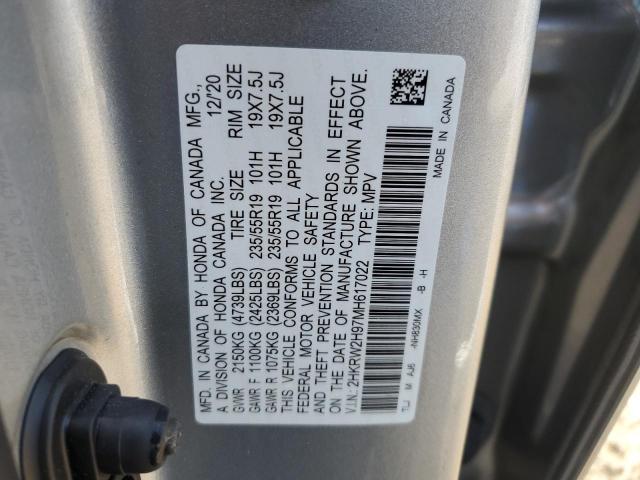 MFD. IN CANADA BY HONDA OF CANADA MFG., 12/20
A DIVISION OF HONDA CANADA INC.
TIRE SIZE RIM SIZE
GVWR 2150KG (4739LBS)
GAWR F 1100KG (2425LBS) 235/55R19 101H 19X7.5J
GAWR R 1075KG (2369LBS) 235/55R19 101H 19X7.5J
THIS VEHICLE CONFORMS TO ALL APPLICABLE
FEDERAL MOTOR VEHICLE SAFETY
AND THEFT PREVENTION STANDARDS IN EFFECT
ON THE DATE OF MANUFACTURE SHOWN ABOVE.
V.I.N.: 2HKRW2H97MH617022 TYPE: MPV
TLJ M AJ6 -NH830MX -B -H
MADE IN CANADA